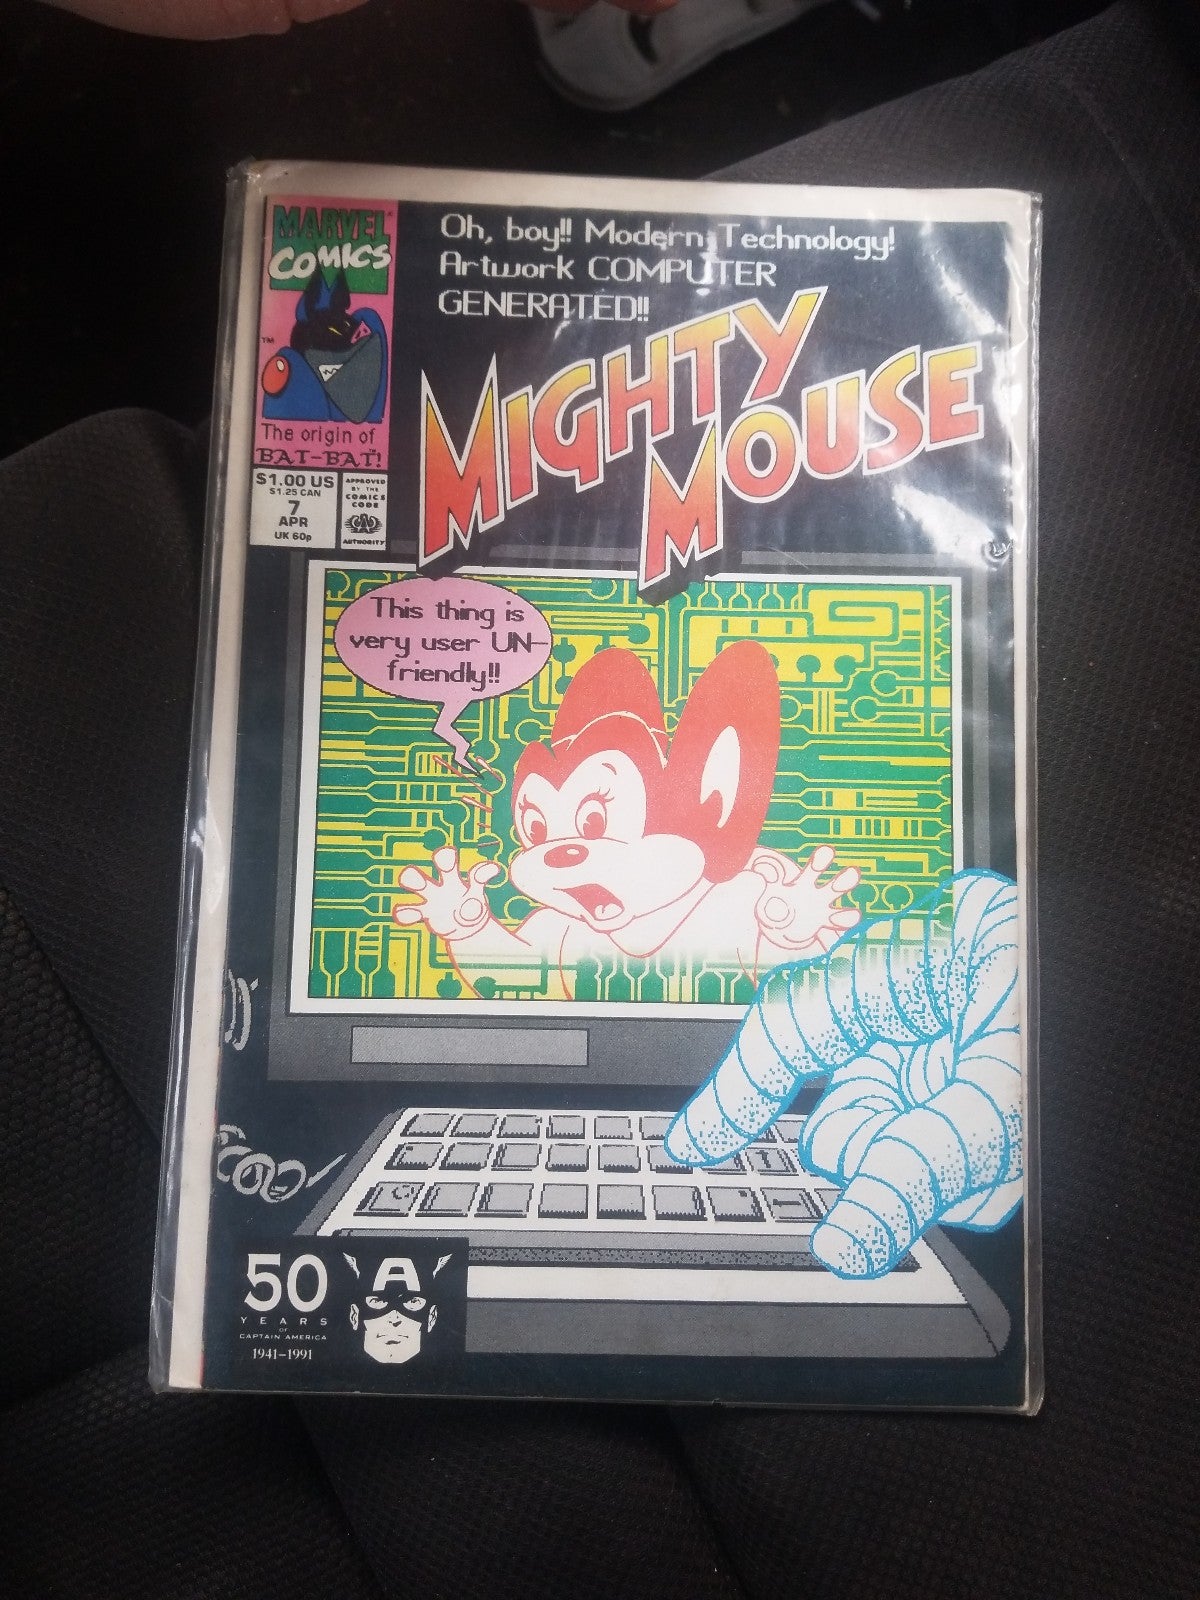 MARVEL
COMICS
TM
The origin of
BAT-BAT!
$1.00 US
$1.25 CAN
7
APR
UK 60p
APPROVED
BY THE
COMICS
CODE
CA
AUTHORITY
Oh, boy!! Modern Technology!
Artwork COMPUTER
GENERATED!!
MIGHTY
MOUSE
This thing is
very user UN-
friendly!!
50
YEARS
OF
CAPTAIN AMERICA
1941-1991
A